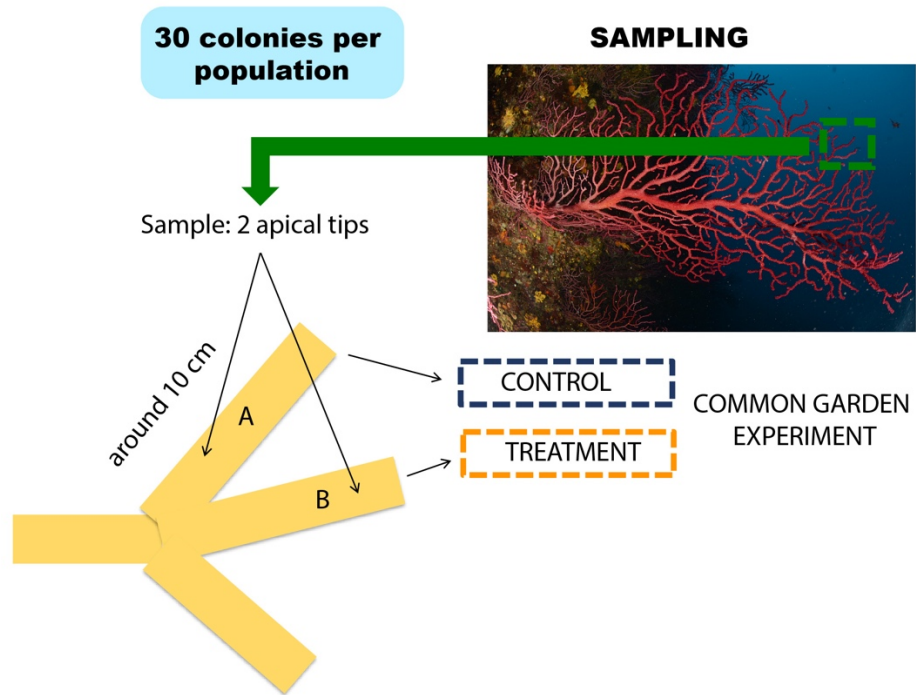 30 colonies per
population
SAMPLING
Sample: 2 apical tips
around 10 cm
A
B
CONTROL
TREATMENT
COMMON GARDEN
EXPERIMENT